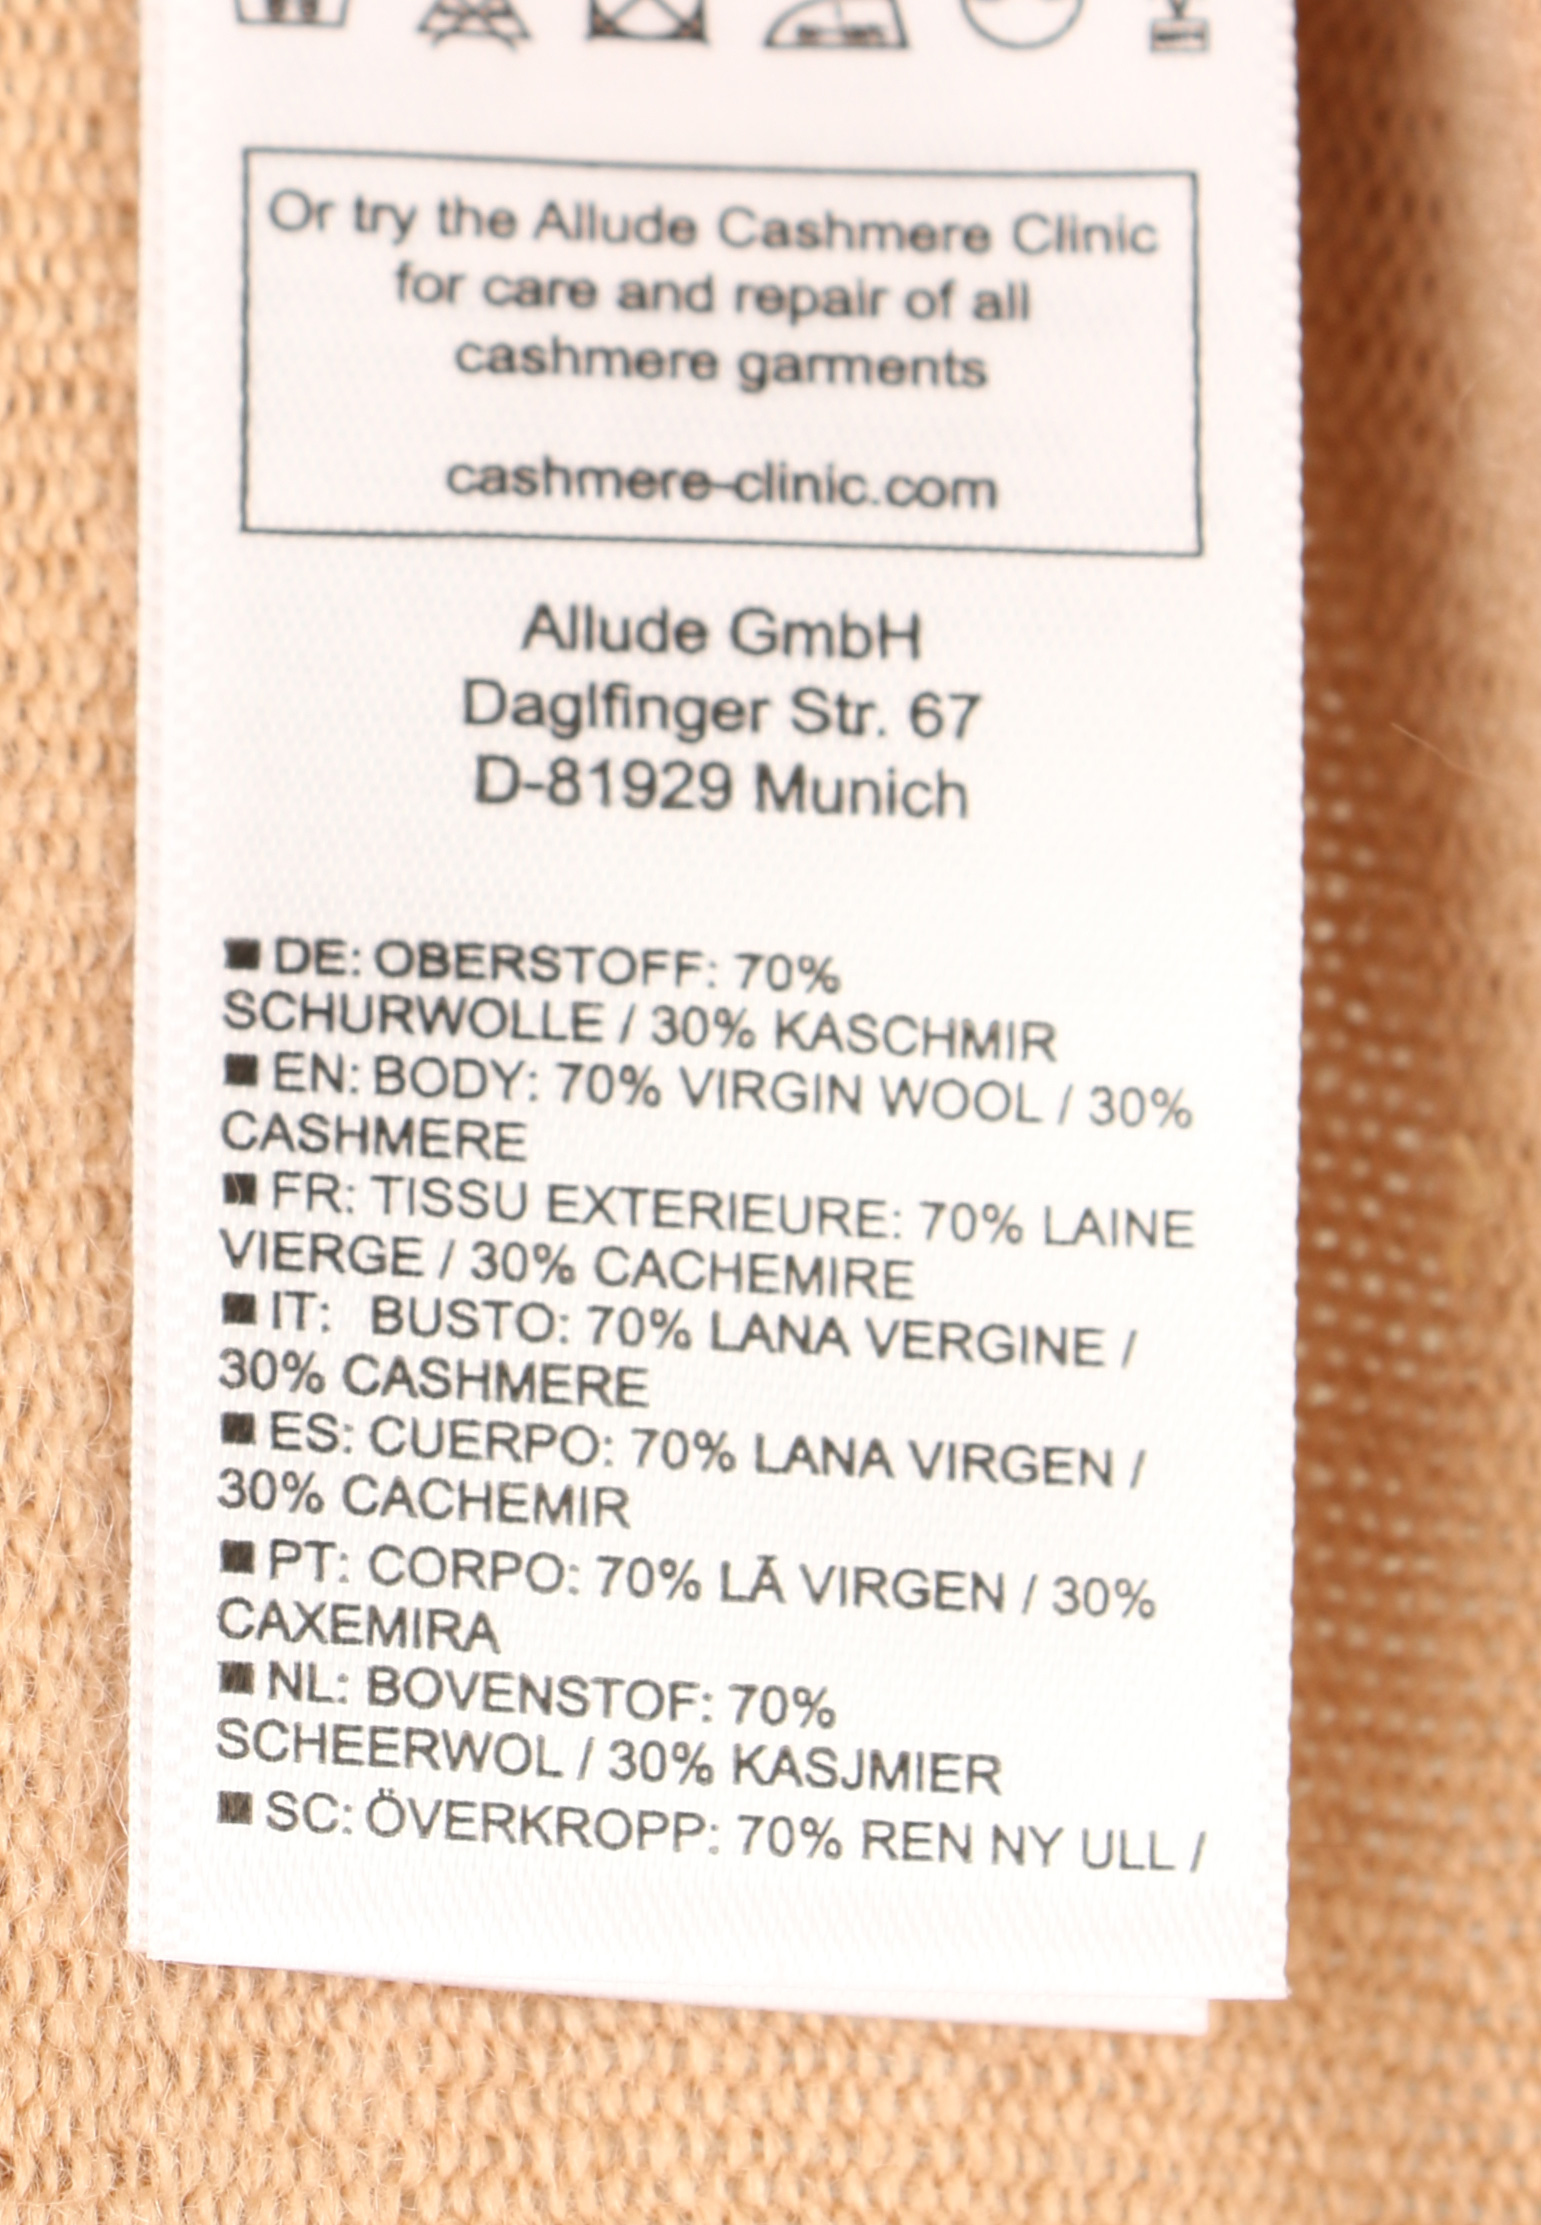 Or try the Allude Cashmere Clinic
for care and repair of all
cashmere garments
cashmere-clinic.com
Allude GmbH
Daglfinger Str. 67
D-81929 Munich
■ DE: OBERSTOFF: 70%
SCHURWOLLE / 30% KASCHMIR
■ EN: BODY: 70% VIRGIN WOOL / 30%
CASHMERE
■ FR: TISSU EXTERIEURE: 70% LAINE
VIERGE / 30% CACHEMIRE
■ IT: BUSTO: 70% LANA VERGINE /
30% CASHMERE
■ ES: CUERPO: 70% LANA VIRGEN /
30% CACHEMIR
■ PT: CORPO: 70% LÃ VIRGEN / 30%
CAXEMIRA
■ NL: BOVENSTOF: 70%
SCHEERWOL / 30% KASJMIER
■ SC: ÖVERKROPP: 70% REN NY ULL /